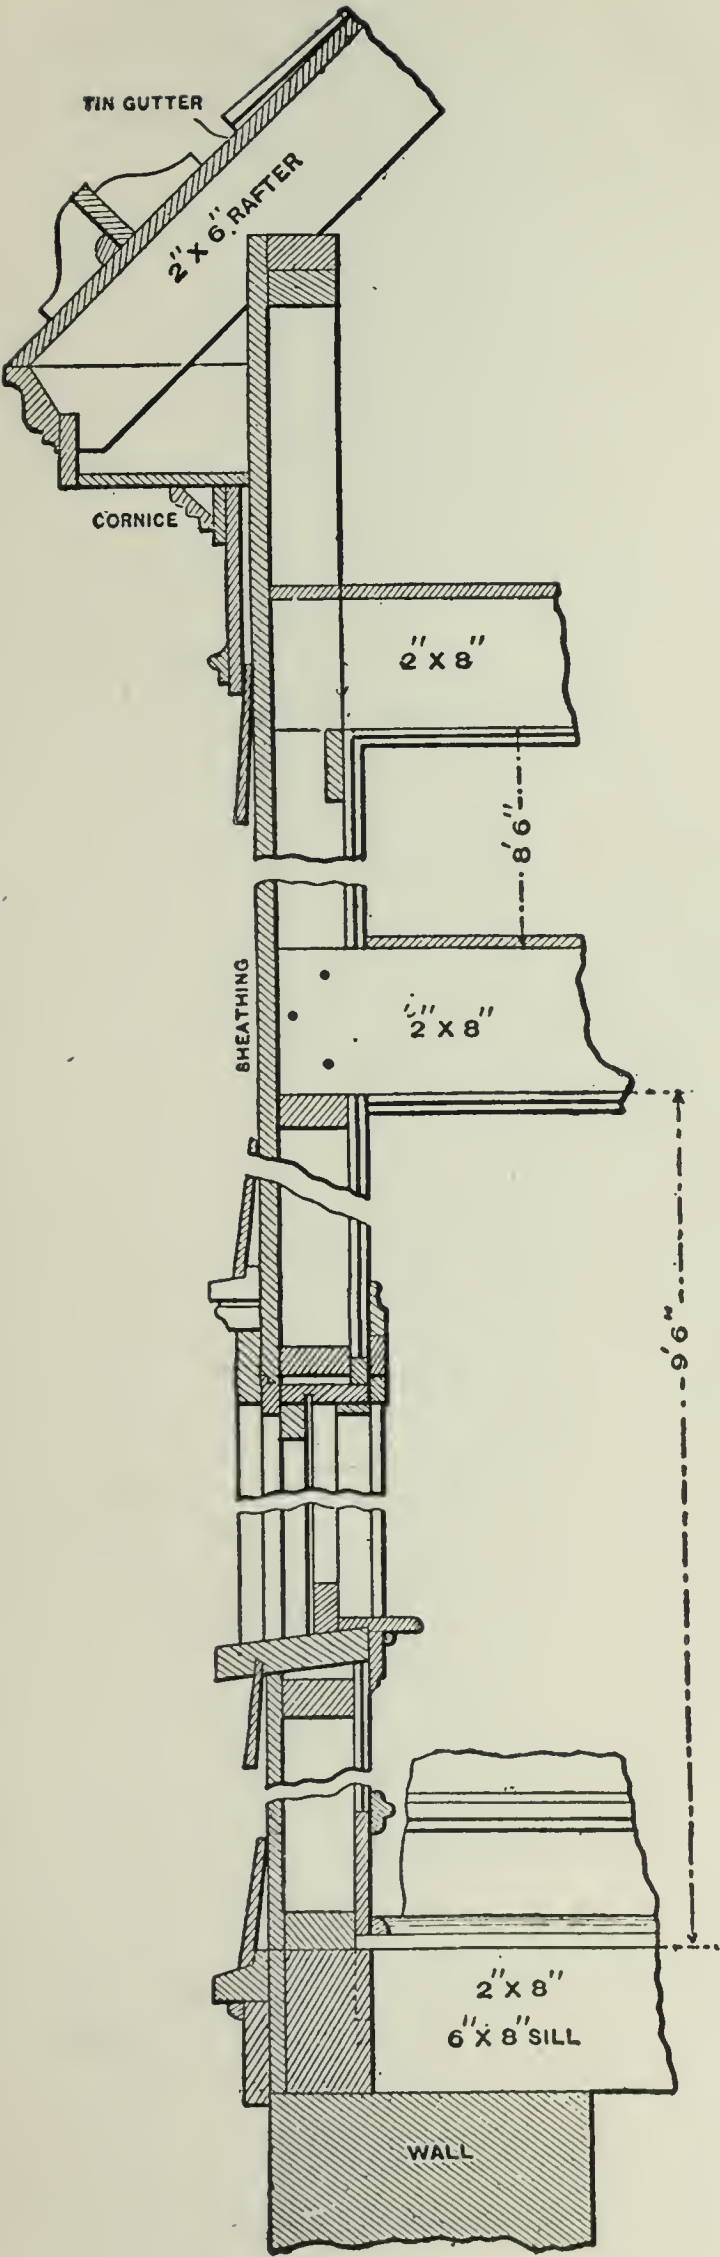 TIN GUTTER
2" X 6" RAFTER
CORNICE
2" X 8"
8'6"
SHEATHING
2" X 8"
9'6"
2" X 8"
6" X 8" SILL
WALL